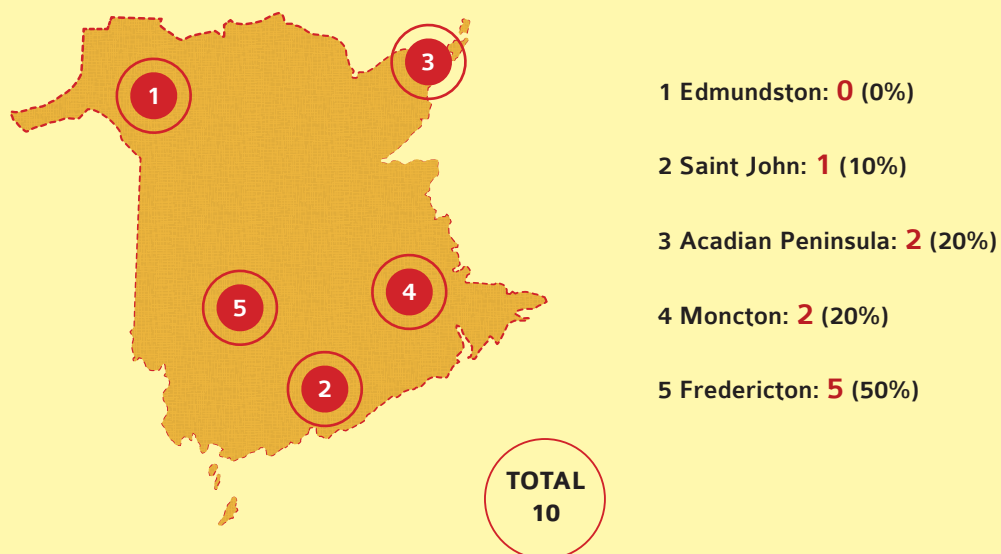 1
3
5
4
2
1 Edmundston: 0 (0%)
2 Saint John: 1 (10%)
3 Acadian Peninsula: 2 (20%)
4 Moncton: 2 (20%)
5 Fredericton: 5 (50%)
TOTAL
10